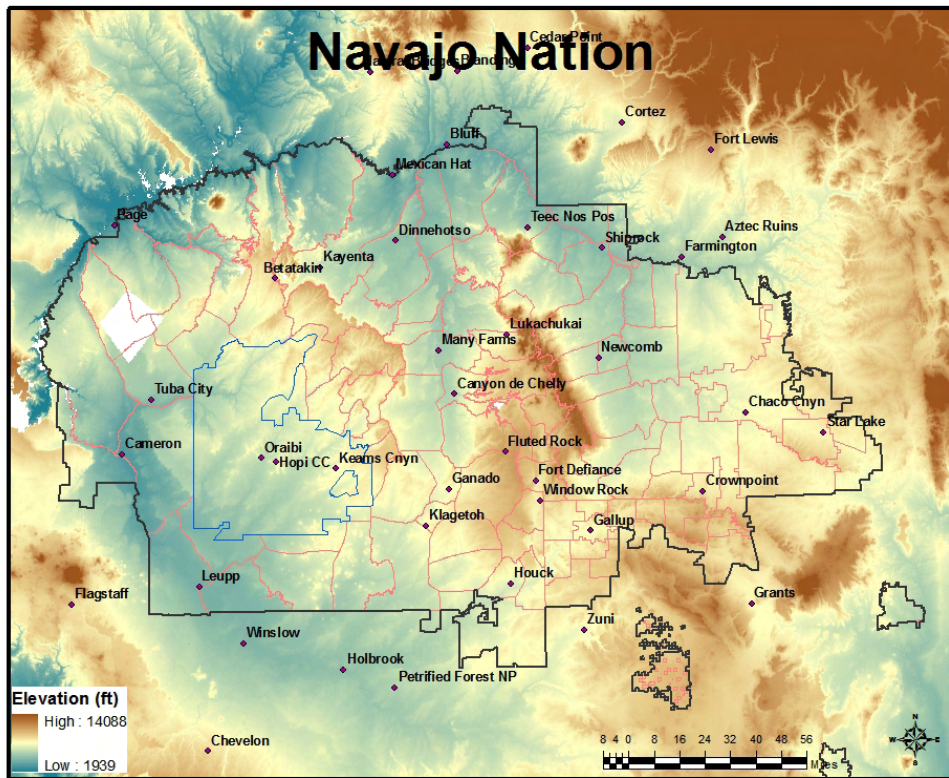 Cedar Point
Navajo Nation
Natural Bridges
Blanding
Cortez
Bluff
Fort Lewis
Mexican Hat
Page
Teec Nos Pos
Aztec Ruins
Dinnehotso
Shiprock
Farmington
Kayenta
Betatakin
Lukachukai
Many Farms
Newcomb
Tuba City
Canyon de Chelly
Chaco Cnyn
Star Lake
Cameron
Oraibi
Hopi CC
Keams Cnyn
Fluted Rock
Fort Defiance
Ganado
Window Rock
Crownpoint
Klagetoh
Gallup
Leupp
Houck
Flagstaff
Grants
Winslow
Zuni
Holbrook
Petrified Forest NP
Elevation (ft)
High : 14088
Low : 1939
Chevelon
N
W E
S
8 4 0 8 16 24 32 40 48 56
Miles